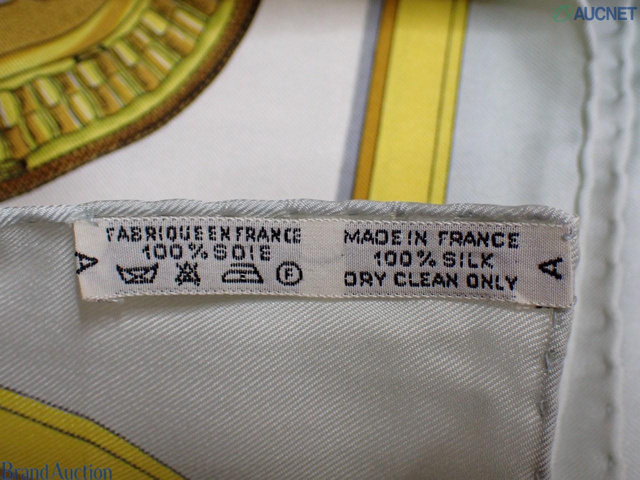 AUCNET
FABRIQUE EN FRANCE
100% SOIE
F
A
MADE IN FRANCE
100% SILK
DRY CLEAN ONLY
A
Brand Auction